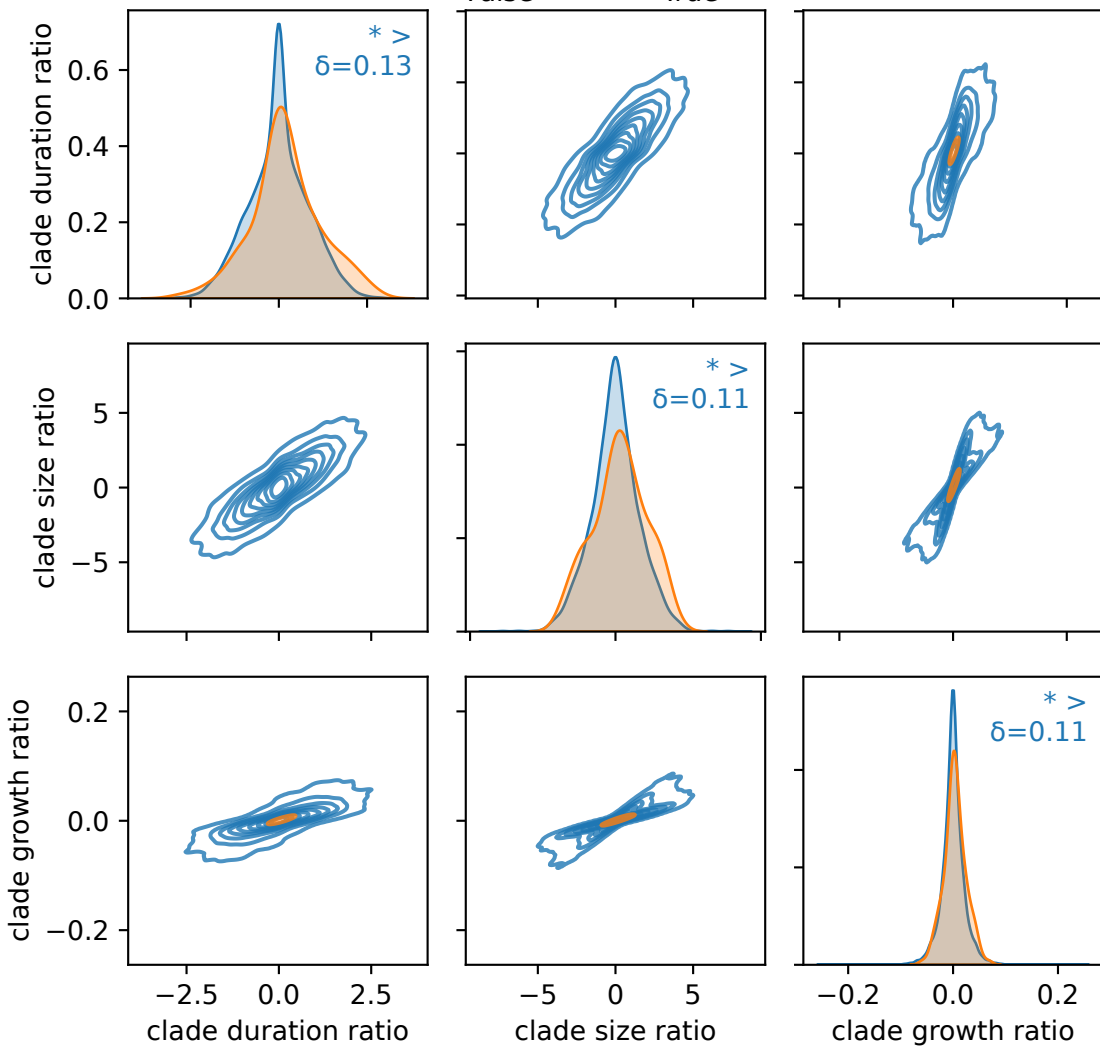 clade duration ratio
0.6
0.4
0.2
0.0
* >
δ=0.13
clade size ratio
5
0
−5
* >
δ=0.11
clade growth ratio
0.2
0.0
−0.2
* >
δ=0.11
−2.5 0.0 2.5
−5 0 5
−0.2 0.0 0.2
clade duration ratio
clade size ratio
clade growth ratio